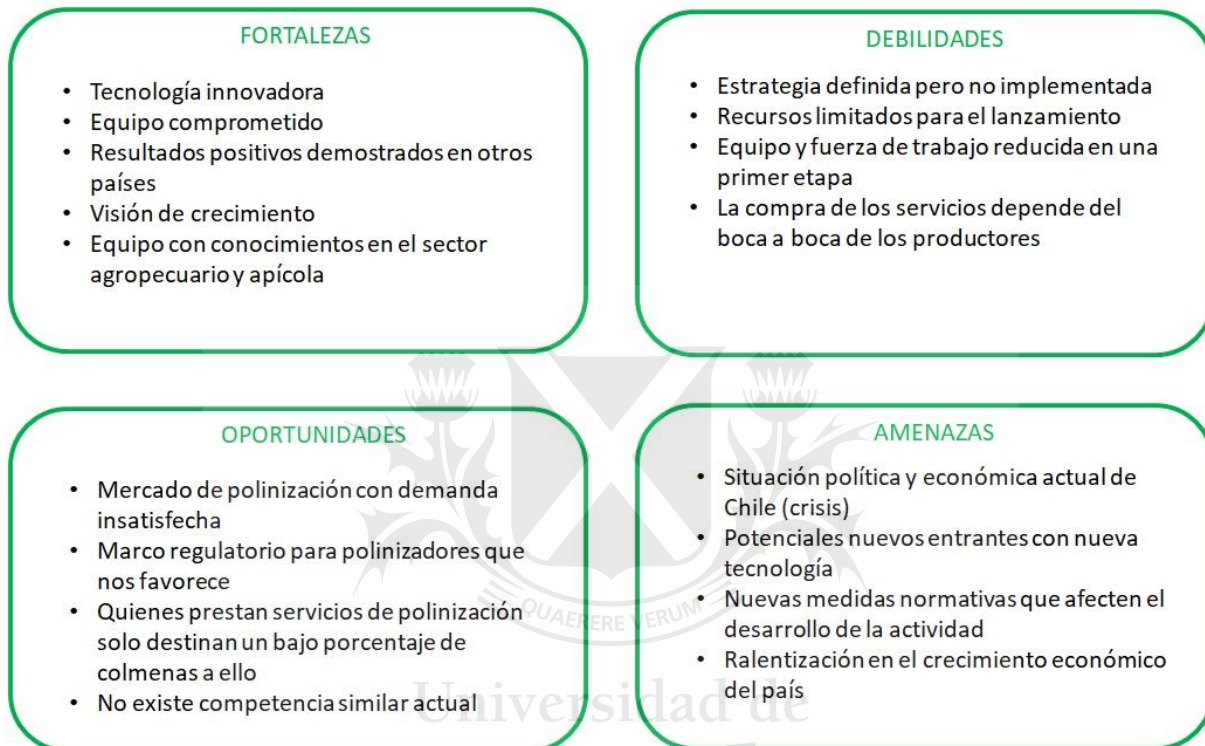 FORTALEZAS
• Tecnología innovadora
• Equipo comprometido
• Resultados positivos demostrados en otros
países
• Visión de crecimiento
• Equipo con conocimientos en el sector
agropecuario y apícola
DEBILIDADES
• Estrategia definida pero no implementada
• Recursos limitados para el lanzamiento
• Equipo y fuerza de trabajo reducida en una
primer etapa
• La compra de los servicios depende del
boca a boca de los productores
OPORTUNIDADES
• Mercado de polinización con demanda
insatisfecha
• Marco regulatorio para polinizadores que
nos favorece
• Quienes prestan servicios de polinización
solo destinan un bajo porcentaje de
colmenas a ello
• No existe competencia similar actual
AMENAZAS
• Situación política y económica actual de
Chile (crisis)
• Potenciales nuevos entrantes con nueva
tecnología
• Nuevas medidas normativas que afecten el
desarrollo de la actividad
• Ralentización en el crecimiento económico
del país
QUAERERE VERUM
Universidad de